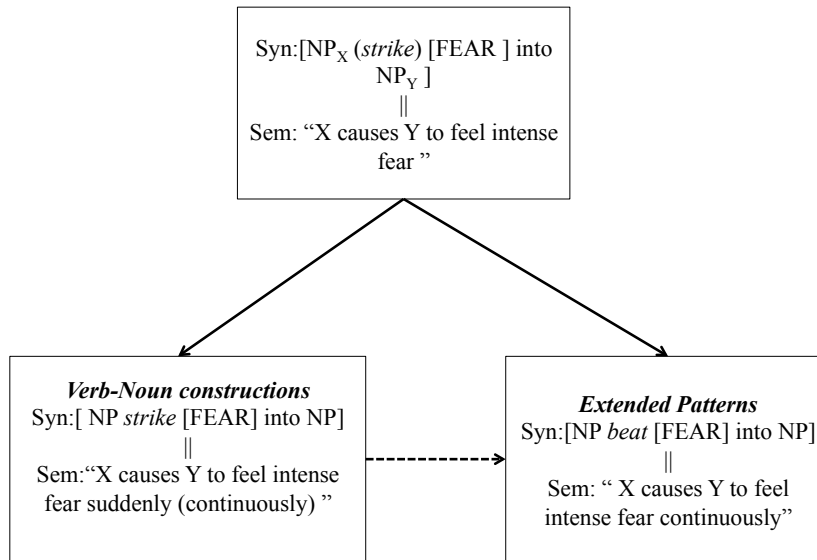 Syn:[NPX (strike) [FEAR ] into
NPY ]
||
Sem: “X causes Y to feel intense
fear ”
Verb-Noun constructions
Syn:[ NP strike [FEAR] into NP]
||
Sem:“X causes Y to feel intense
fear suddenly (continuously) ”
Extended Patterns
Syn:[NP beat [FEAR] into NP]
||
Sem: “ X causes Y to feel
intense fear continuously”